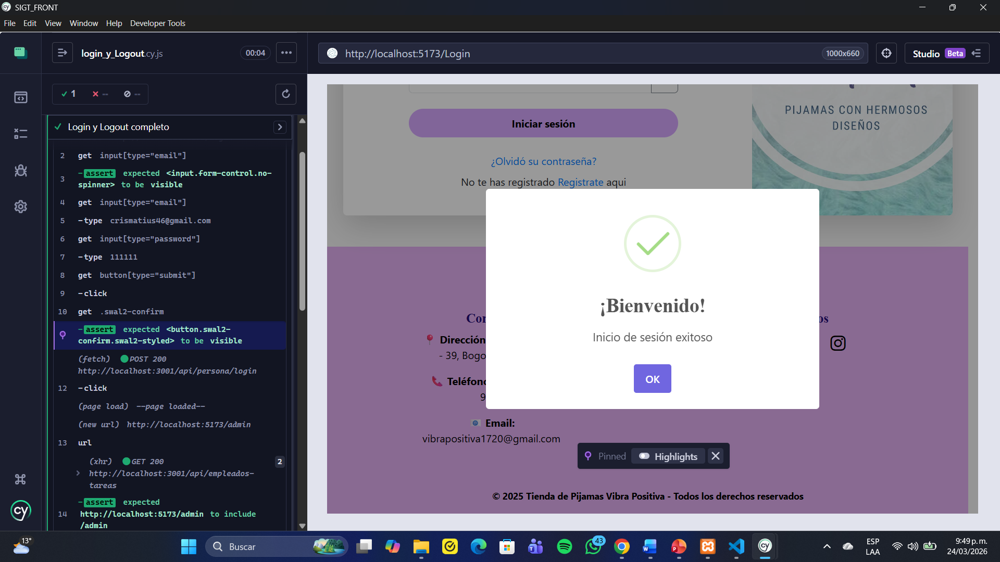 SIGT_FRONT
File Edit View Window Help Developer Tools
login_y_Logout.cy.js 00:04
http://localhost:5173/Login 1000x660
Studio Beta
1 -- --
Login y Logout completo
2 get input[type="email"]
3 -assert expected <input.form-control.no-
spinner> to be visible
4 get input[type="email"]
5 -type crismatius46@gmail.com
6 get input[type="password"]
7 -type 111111
8 get button[type="submit"]
9 -click
10 get .swal2-confirm
-assert expected <button.swal2-
confirm.swal2-styled> to be visible
(fetch) POST 200
http://localhost:3001/api/persona/login
12 -click
(page load) --page loaded--
(new url) http://localhost:5173/admin
13 url
(xhr) GET 200 2
http://localhost:3001/api/empleados-
tareas
14 -assert expected
http://localhost:5173/admin to include
/admin
Iniciar sesión
¿Olvidó su contraseña?
No te has registrado Registrate aqui
PIJAMAS CON HERMOSOS
DISEÑOS
¡Bienvenido!
Inicio de sesión exitoso
OK
Dirección
- 39, Bogo
Teléfono
9
Email:
vibrapositiva1720@gmail.com
Pinned Highlights
© 2025 Tienda de Pijamas Vibra Positiva - Todos los derechos reservados
cy
13°
Buscar
43
ESP
LAA
9:49 p. m.
24/03/2026